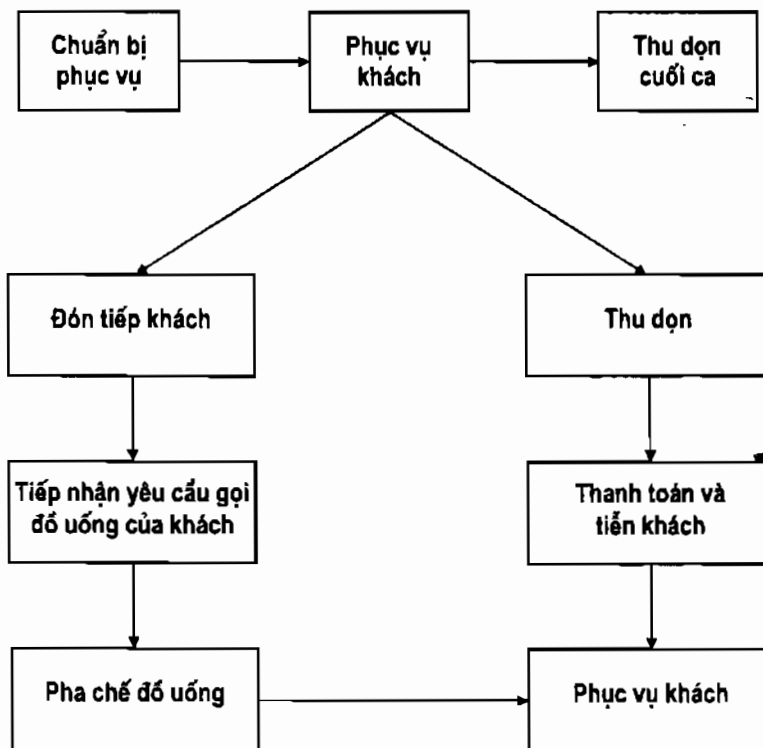 Chuẩn bị
phục vụ
Phục vụ
khách
Thu dọn
cuối ca
Đón tiếp khách
Thu dọn
Tiếp nhận yêu cầu gọi
đồ uống của khách
Thanh toán và
tiễn khách
Pha chế đồ uống
Phục vụ khách